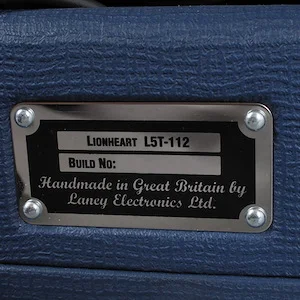 Lionheart L5T-112
Build No:
Handmade in Great Britain by
Laney Electronics Ltd.